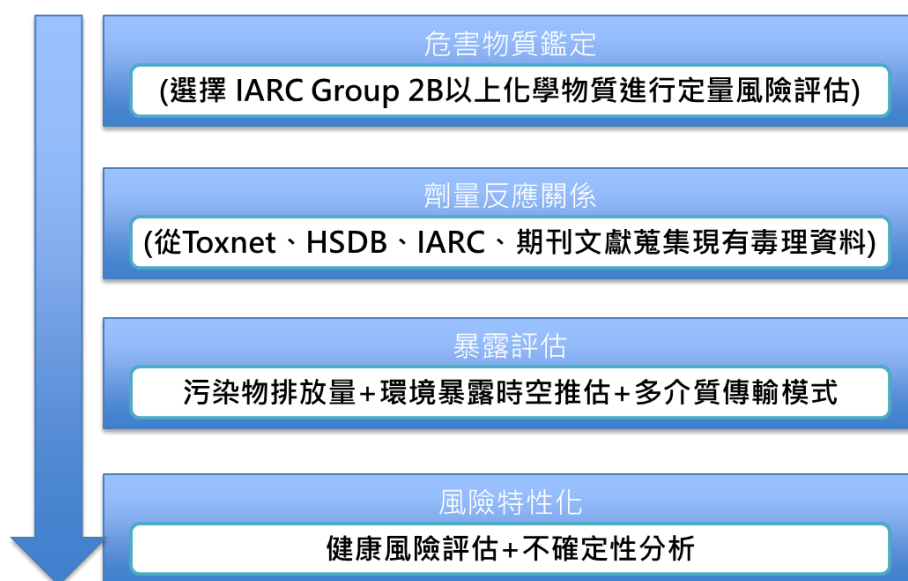 危害物質鑑定
(選擇 IARC Group 2B以上化學物質進行定量風險評估)
劑量反應關係
(從Toxnet、HSDB、IARC、期刊文獻蒐集現有毒理資料)
暴露評估
污染物排放量+環境暴露時空推估+多介質傳輸模式
風險特性化
健康風險評估+不確定性分析